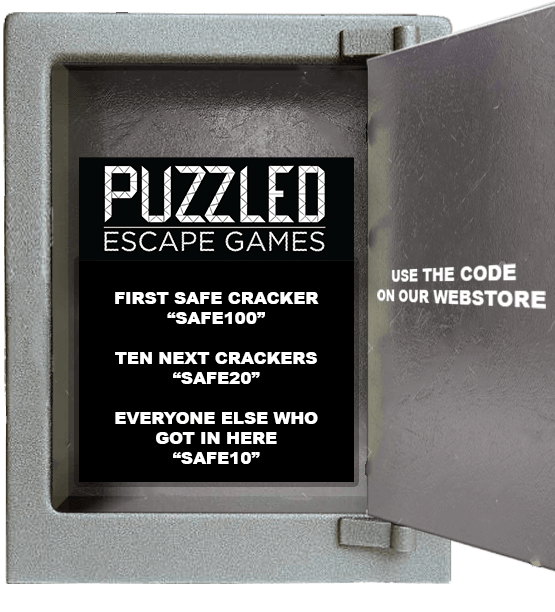 PUZZLED
ESCAPE GAMES
FIRST SAFE CRACKER
“SAFE100”
TEN NEXT CRACKERS
“SAFE20”
EVERYONE ELSE WHO
GOT IN HERE
“SAFE10”
USE THE CODE
ON OUR WEBSTORE